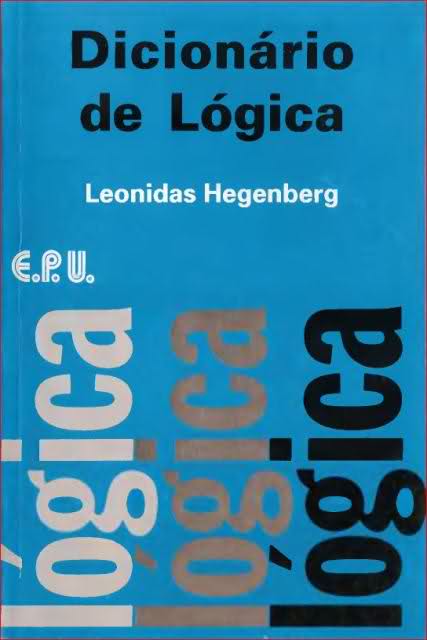 Dicionário
de Lógica
Leonidas Hegenberg
E.P.U.
lógica
lógica
lógica